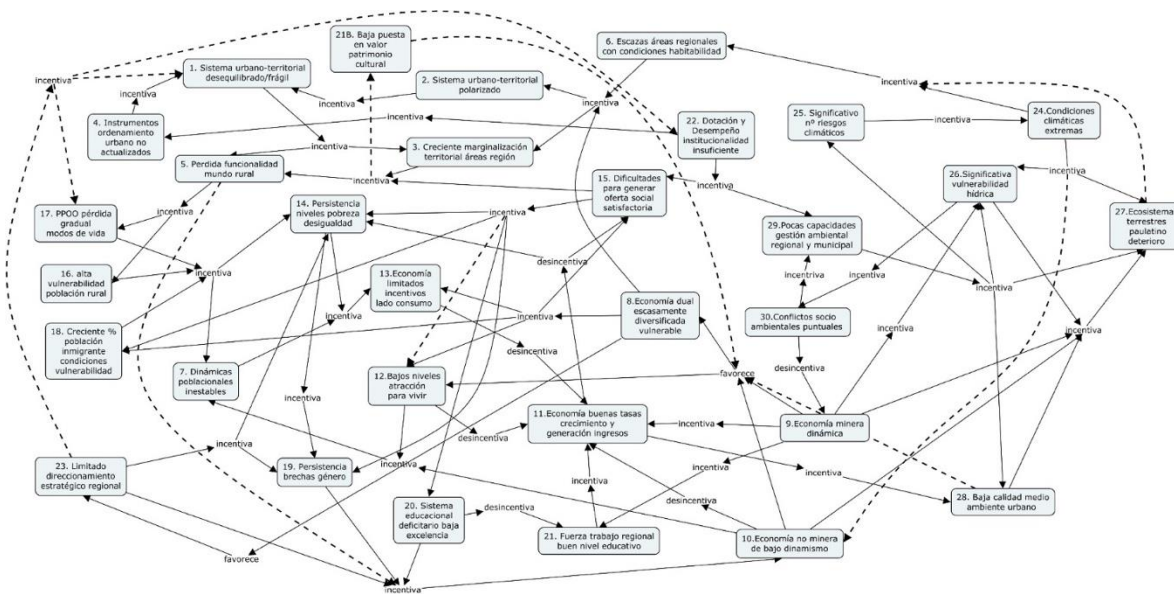 21B. Baja puesta
en valor
patrimonio
cultural
6. Escazas áreas regionales
con condiciones habitabilidad
incentiva
1. Sistema urbano-territorial
desequilibrado/frágil
2. Sistema urbano-territorial
polarizado
incentiva
incentiva
incentiva
incentiva
4. Instrumentos
ordenamiento
urbano no
actualizados
incentiva
22. Dotación y
Desempeño
institucionalidad
insuficiente
25. Significativo
nº riesgos
climáticos
incentiva
24.Condiciones
climáticas
extremas
incentiva
3. Creciente marginalización
territorial áreas región
5. Perdida funcionalidad
mundo rural
incentiva
15. Dificultades
para generar
oferta social
satisfactoria
incentiva
26.Significativa
vulnerabilidad
hídrica
incentiva
17. PPOO pérdida
gradual
modos de vida
incentiva
14. Persistencia
niveles pobreza
desigualdad
incentiva
29.Pocas capacidades
gestión ambiental
regional y municipal
27.Ecosistemas
terrestres
paulatino
deterioro
16. alta
vulnerabilidad
población rural
incentiva
13.Economía
limitados
incentivos
lado consumo
desincentiva
incentriva
incentiva
incentiva
18. Creciente %
población
inmigrante
condiciones
vulnerabilidad
incentiva
incentiva
8.Economía dual
escasamente
diversificada
vulnerable
30.Conflictos socio
ambientales puntuales
incentiva
incentiva
desincentiva
desincentiva
7. Dinámicas
poblacionales
inestables
12.Bajos niveles
atracción
para vivir
favorece
incentiva
11.Economía buenas tasas
crecimiento y
generación ingresos
incentiva
9.Economía minera
dinámica
desincentiva
incentiva
23. Limitado
direccionamiento
estratégico regional
19. Persistencia
brechas género
incentiva
incentiva
incentiva
incentiva
28. Baja calidad medio
ambiente urbano
20. Sistema
educacional
deficitario baja
excelencia
desincentiva
desincentiva
21. Fuerza trabajo regional
buen nivel educativo
10.Economía no minera
de bajo dinamismo
favorece
incentiva